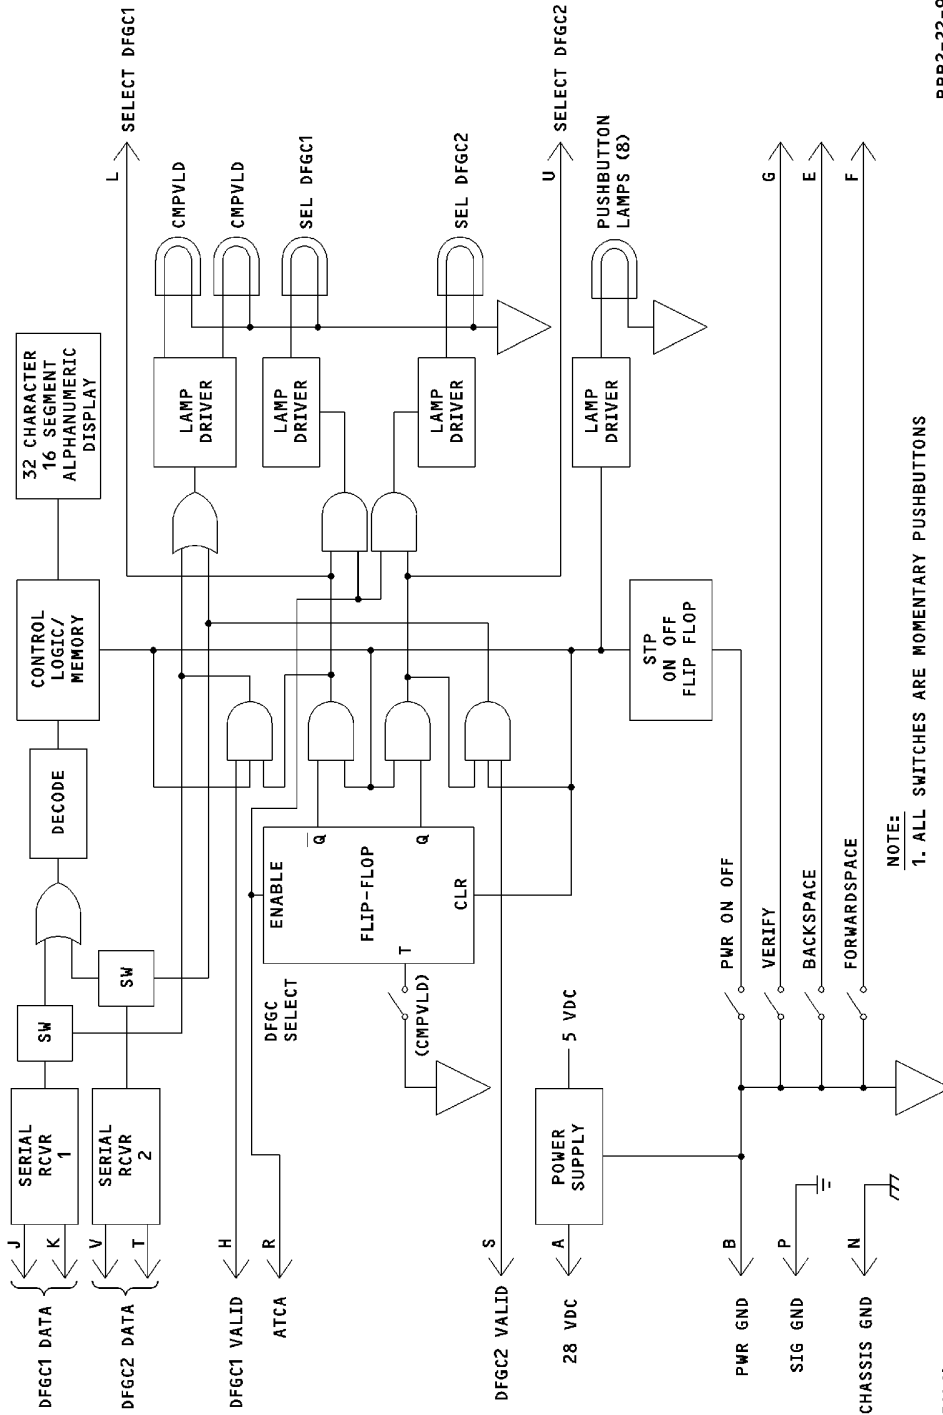 DFGC1 DATA
J
K
SERIAL
RCVR
1
SW
DECODE
CONTROL
LOGIC/
MEMORY
32 CHARACTER
16 SEGMENT
ALPHANUMERIC
DISPLAY
DFGC2 DATA
V
T
SERIAL
RCVR
2
SW
L
SELECT DFGC1
LAMP
DRIVER
CMPVLD
CMPVLD
DFGC1 VALID
H
ATCA
R
DFGC
SELECT
ENABLE
Q
FLIP-FLOP
T
Q
CLR
(CMPVLD)
LAMP
DRIVER
SEL DFGC1
LAMP
DRIVER
SEL DFGC2
DFGC2 VALID
S
U
SELECT DFGC2
28 VDC
A
POWER
SUPPLY
5 VDC
LAMP
DRIVER
PUSHBUTTON
LAMPS (8)
STP
ON OFF
FLIP FLOP
PWR GND
B
PWR ON OFF
SIG GND
P
VERIFY
G
BACKSPACE
E
CHASSIS GND
N
FORWARDSPACE
F
NOTE:
1. ALL SWITCHES ARE MOMENTARY PUSHBUTTONS